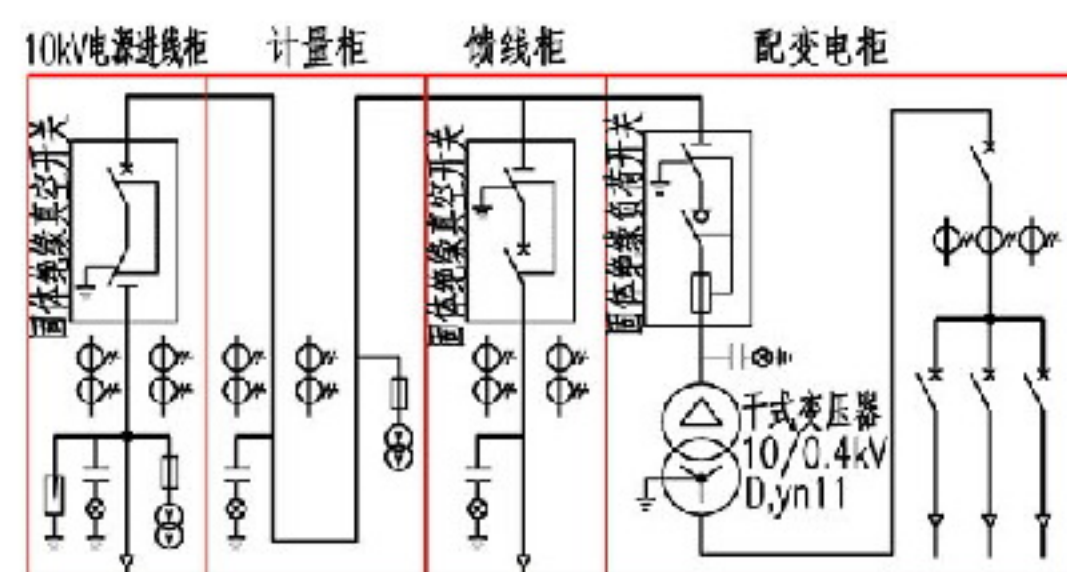 10kV电源进线柜
计量柜
馈线柜
配变电柜
固体绝缘真空开关
固体绝缘真空开关
固体绝缘负荷开关
干式变压器
10/0.4kV
D,yn11